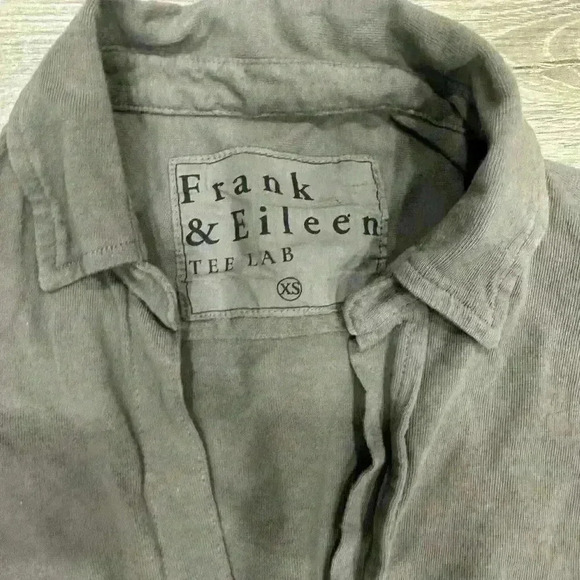 Frank
& Eileen
TEE LAB
XS